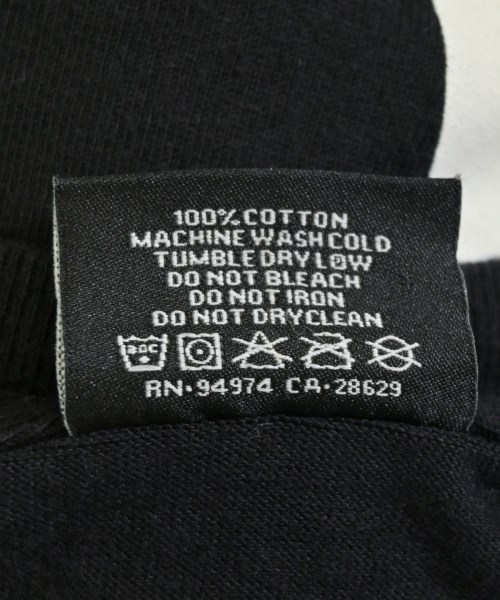 100% COTTON
MACHINE WASH COLD
TUMBLE DRY LOW
DO NOT BLEACH
DO NOT IRON
DO NOT DRYCLEAN
RN·94974 CA·28629